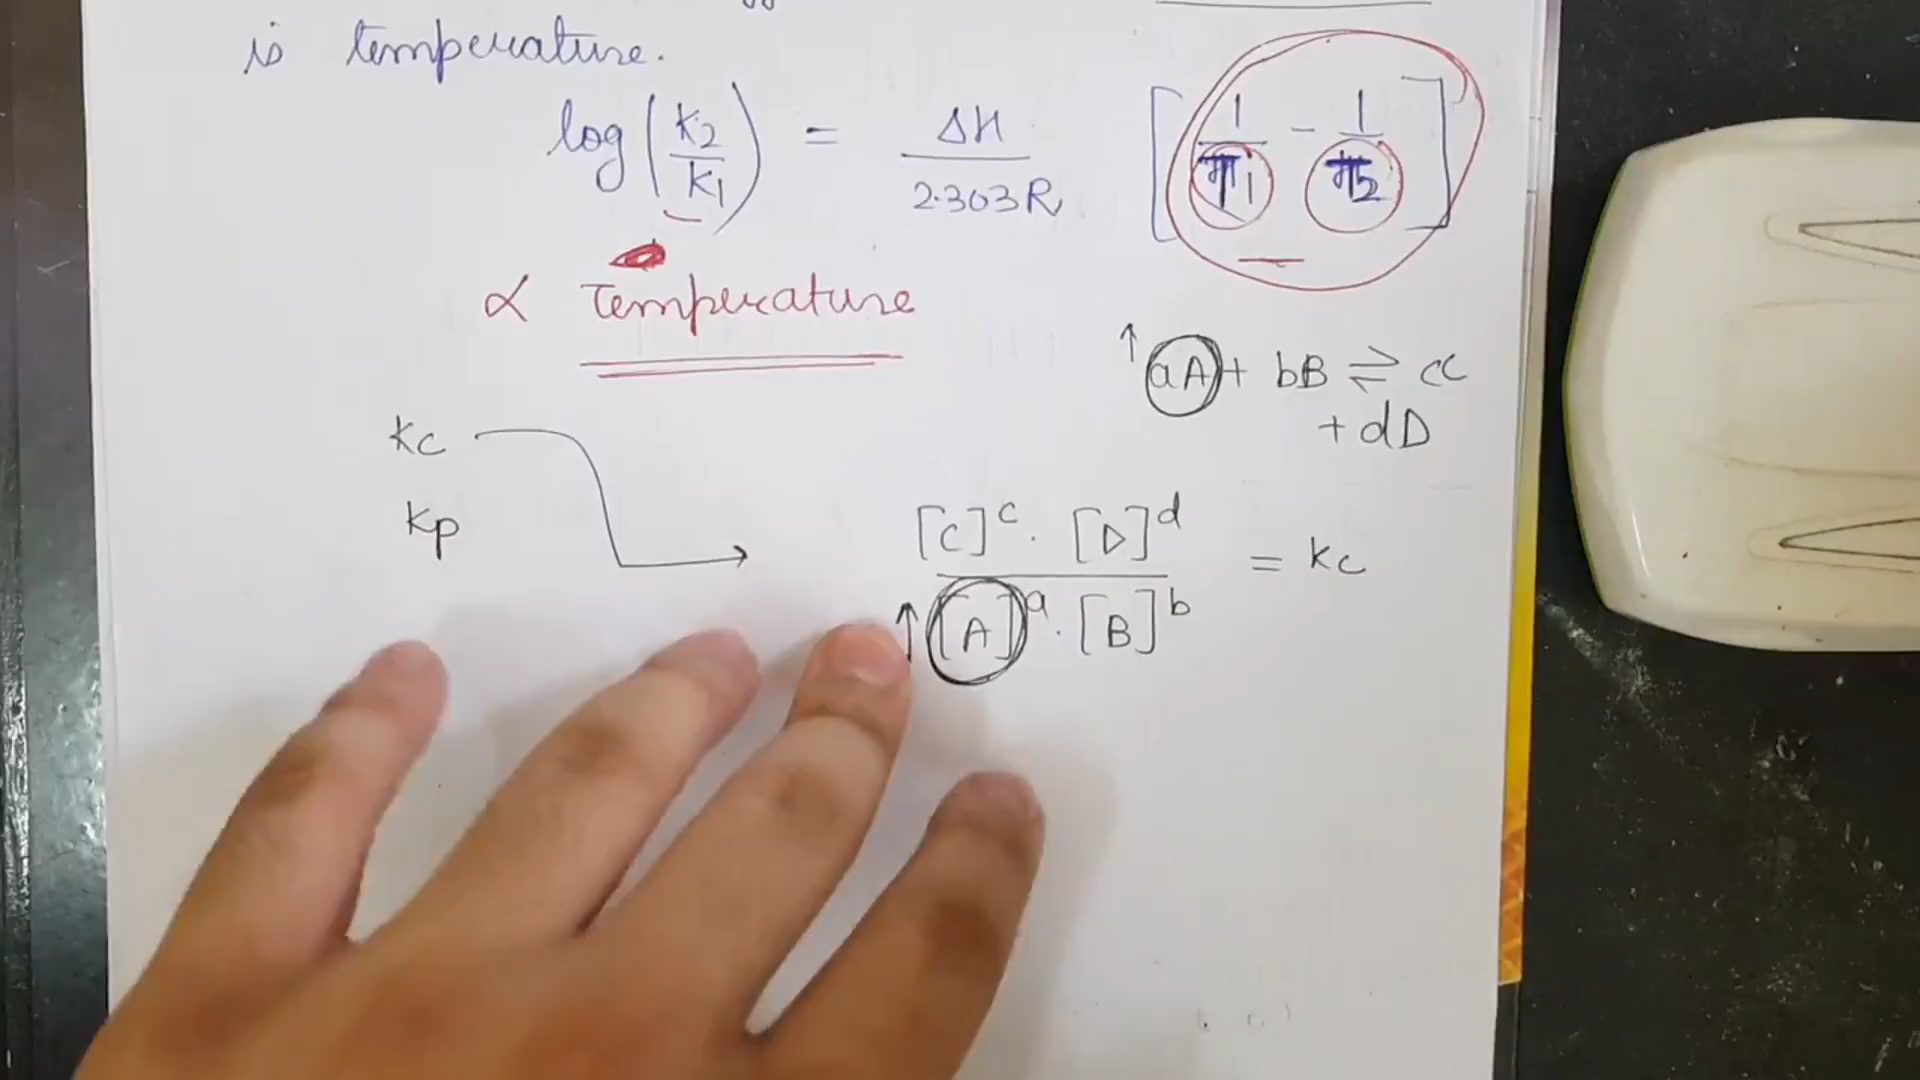 is temperature.
log (K2/K1) = ΔH/2.303R [1/T1 - 1/T2]
∝ Temperature
↑ aA + bB ⇌ cC
+ dD
Kc
Kp
[C]^c . [D]^d / ↑ [A]^a . [B]^b = Kc